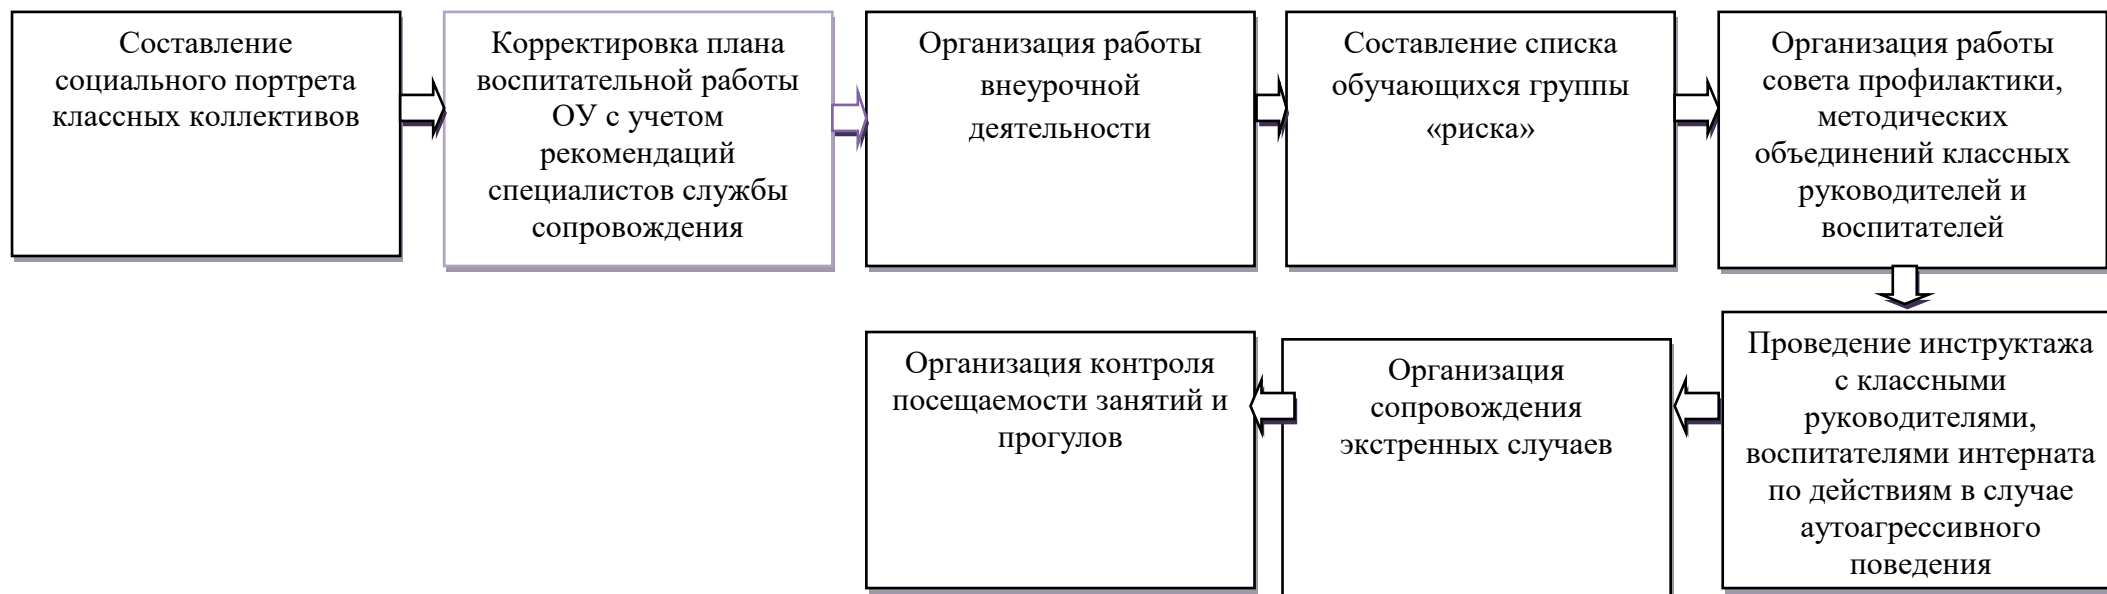 Составление
социального портрета
классных коллективов
Корректировка плана
воспитательной работы
ОУ с учетом
рекомендаций
специалистов службы
сопровождения
Организация работы
внеурочной
деятельности
Составление списка
обучающихся группы
«риска»
Организация работы
совета профилактики,
методических
объединений классных
руководителей и
воспитателей
Проведение инструктажа
с классными
руководителями,
воспитателями интерната
по действиям в случае
аутоагрессивного
поведения
Организация
сопровождения
экстренных случаев
Организация контроля
посещаемости занятий и
прогулов